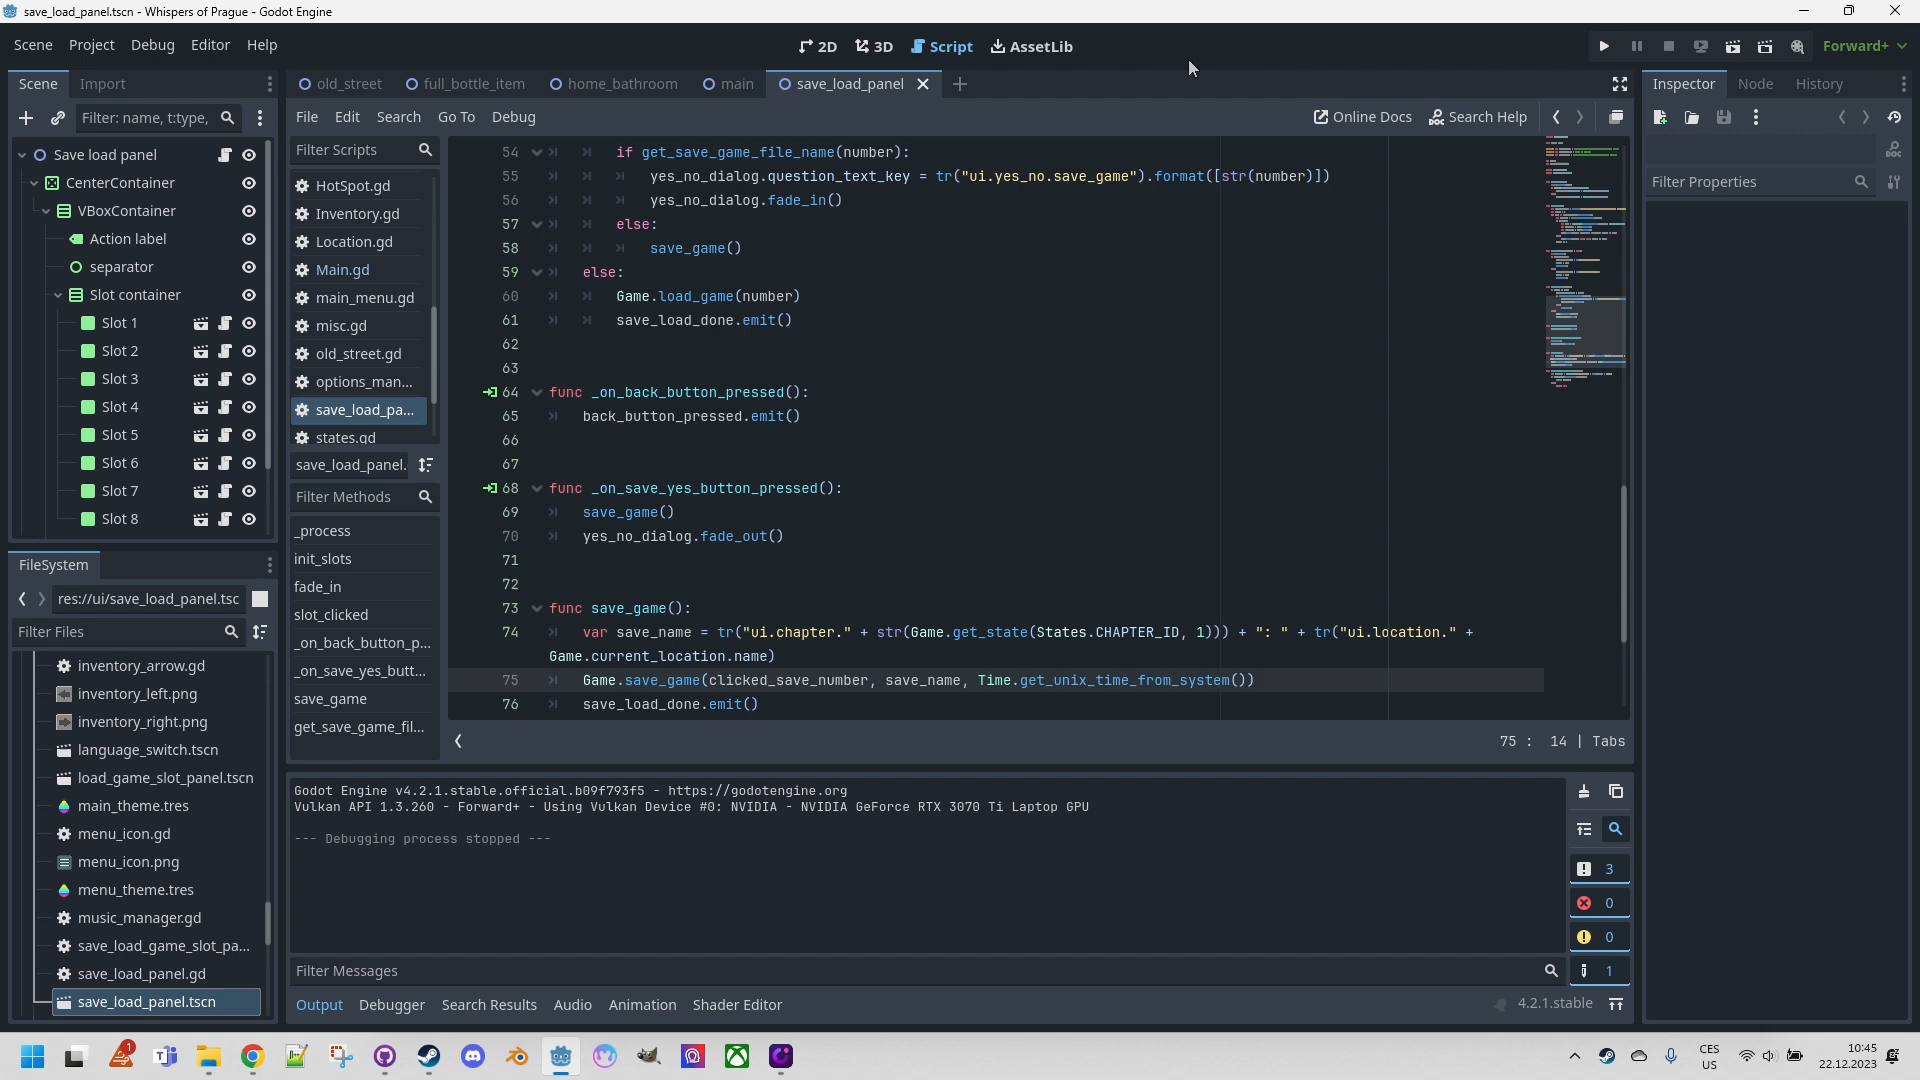 save_load_panel.tscn - Whispers of Prague - Godot Engine
Scene Project Debug Editor Help
2D 3D Script AssetLib
Forward+
Scene Import
Filter: name, t:type,
Save load panel
CenterContainer
VBoxContainer
Action label
separator
Slot container
Slot 1
Slot 2
Slot 3
Slot 4
Slot 5
Slot 6
Slot 7
Slot 8
FileSystem
res://ui/save_load_panel.tsc
Filter Files
inventory_arrow.gd
inventory_left.png
inventory_right.png
language_switch.tscn
load_game_slot_panel.tscn
main_theme.tres
menu_icon.gd
menu_icon.png
menu_theme.tres
music_manager.gd
save_load_game_slot_pa...
save_load_panel.gd
save_load_panel.tscn
old_street full_bottle_item home_bathroom main save_load_panel
File Edit Search Go To Debug
Online Docs Search Help
Filter Scripts
HotSpot.gd
Inventory.gd
Location.gd
Main.gd
main_menu.gd
misc.gd
old_street.gd
options_man...
save_load_pa...
states.gd
save_load_panel.
Filter Methods
_process
init_slots
fade_in
slot_clicked
_on_back_button_p...
_on_save_yes_butt...
save_game
get_save_game_fil...
54 if get_save_game_file_name(number):
55 yes_no_dialog.question_text_key = tr("ui.yes_no.save_game").format([str(number)])
56 yes_no_dialog.fade_in()
57 else:
58 save_game()
59 else:
60 Game.load_game(number)
61 save_load_done.emit()
62
63
64 func _on_back_button_pressed():
65 back_button_pressed.emit()
66
67
68 func _on_save_yes_button_pressed():
69 save_game()
70 yes_no_dialog.fade_out()
71
72
73 func save_game():
74 var save_name = tr("ui.chapter." + str(Game.get_state(States.CHAPTER_ID, 1))) + ": " + tr("ui.location." +
Game.current_location.name)
75 Game.save_game(clicked_save_number, save_name, Time.get_unix_time_from_system())
76 save_load_done.emit()
75 : 14 | Tabs
Godot Engine v4.2.1.stable.official.b09f793f5 - https://godotengine.org
Vulkan API 1.3.260 - Forward+ - Using Vulkan Device #0: NVIDIA - NVIDIA GeForce RTX 3070 Ti Laptop GPU
--- Debugging process stopped ---
3
0
0
1
Filter Messages
Output Debugger Search Results Audio Animation Shader Editor
4.2.1.stable
Inspector Node History
Filter Properties
1
CES
US
10:45
22.12.2023